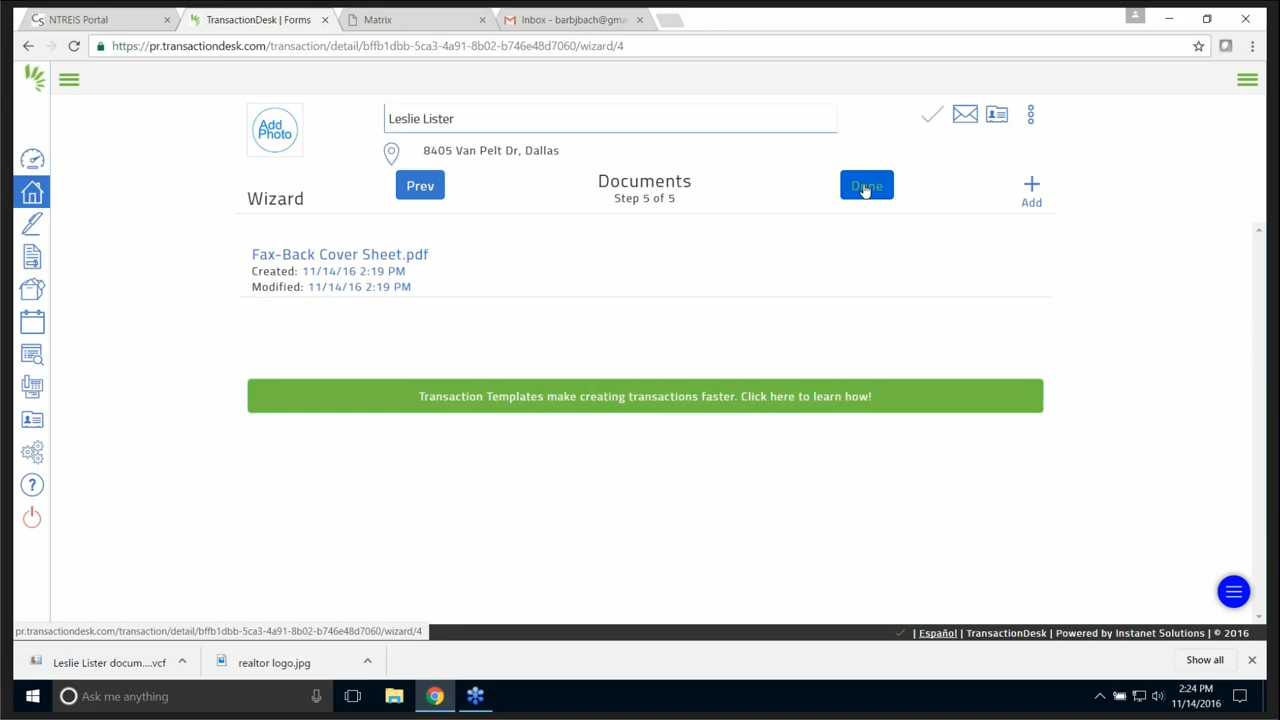 NTREIS Portal
TransactionDesk | Forms
Matrix
Inbox - barbjbach@gma
https://pr.transactiondesk.com/transaction/detail/bffb1dbb-5ca3-4a91-8b02-b746e48d7060/wizard/4
Add Photo
Leslie Lister
8405 Van Pelt Dr, Dallas
Wizard
Prev
Documents
Step 5 of 5
Done
Add
Fax-Back Cover Sheet.pdf
Created: 11/14/16 2:19 PM
Modified: 11/14/16 2:19 PM
Transaction Templates make creating transactions faster. Click here to learn how!
pr.transactiondesk.com/transaction/detail/bffb1dbb-5ca3-4a91-8b02-b746e48d7060/wizard/4
| Español | TransactionDesk | Powered by Instanet Solutions | © 2016
Leslie Lister docum....vcf
realtor logo.jpg
Show all
Ask me anything
2:24 PM
11/14/2016